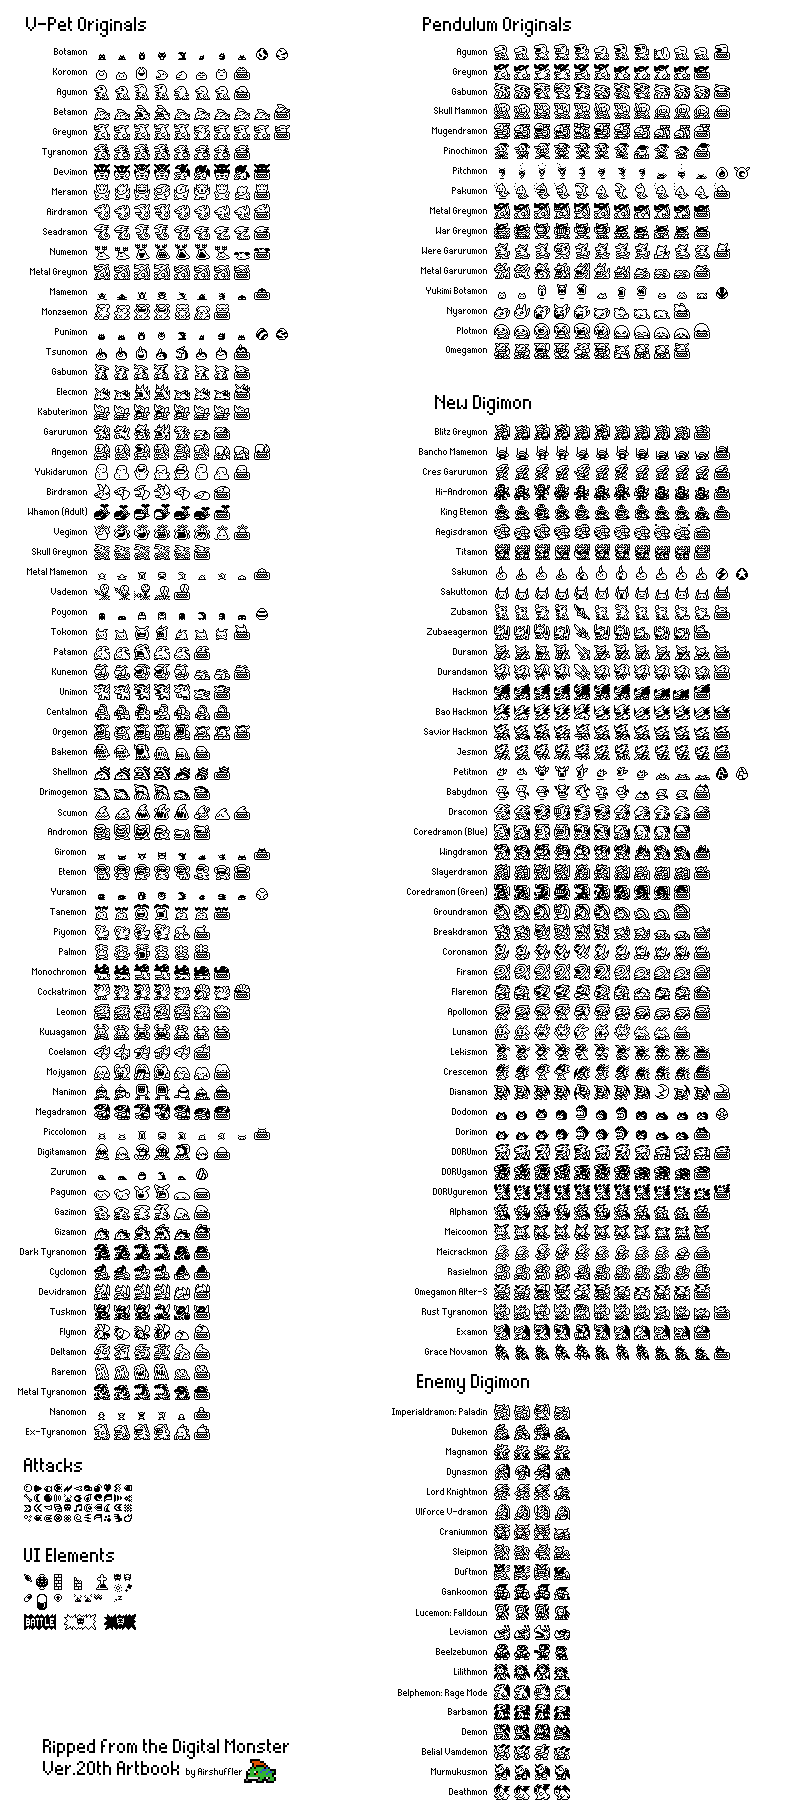 V-Pet Originals
Botamon
Koromon
Agumon
Betamon
Greymon
Tyranomon
Devimon
Meramon
Airdramon
Seadramon
Numemon
Metal Greymon
Mamemon
Monzaemon
Punimon
Tsunomon
Gabumon
Elecmon
Kabuterimon
Garurumon
Angemon
Yukidarumon
Birdramon
Whamon (Adult)
Vegimon
Skull Greymon
Metal Mamemon
Vademon
Poyomon
Tokomon
Patamon
Kunemon
Unimon
Centalmon
Orgemon
Bakemon
Shellmon
Drimogemon
Scumon
Andromon
Giromon
Etemon
Yuramon
Tanemon
Piyomon
Palmon
Monochromon
Cockatrimon
Leomon
Kuwagamon
Coelamon
Mojyamon
Nanimon
Megadramon
Piccolomon
Digitamamon
Zurumon
Pagumon
Gazimon
Gizamon
Dark Tyranomon
Cyclomon
Devidramon
Tuskmon
Flymon
Deltamon
Raremon
Metal Tyranomon
Nanomon
Ex-Tyranomon
Attacks
UI Elements
BATTLE
Ripped from the Digital Monster
Ver.20th Artbook by Airshuffler
Pendulum Originals
Agumon
Greymon
Gabumon
Skull Mammon
Mugendramon
Pinochimon
Pitchmon
Pakumon
Metal Greymon
War Greymon
Were Garurumon
Metal Garurumon
Yukimi Botamon
Nyaromon
Plotmon
Omegamon
New Digimon
Blitz Greymon
Bancho Mamemon
Cres Garurumon
Hi-Andromon
King Etemon
Aegisdramon
Titamon
Sakumon
Sakuttomon
Zubamon
Zubaeagermon
Duramon
Durandamon
Hackmon
Bao Hackmon
Savior Hackmon
Jesmon
Petitmon
Babydmon
Dracomon
Coredramon (Blue)
Wingdramon
Slayerdramon
Coredramon (Green)
Groundramon
Breakdramon
Coronamon
Firamon
Flaremon
Apollomon
Lunamon
Lekismon
Crescemon
Dianamon
Dodomon
Dorimon
DORUmon
DORUgamon
DORUguremon
Alphamon
Meicoomon
Meicrackmon
Rasielmon
Omegamon Alter-S
Rust Tyranomon
Examon
Grace Novamon
Enemy Digimon
Imperialdramon: Paladin
Dukemon
Magnamon
Dynasmon
Lord Knightmon
Ulforce V-dramon
Craniummon
Sleipmon
Duftmon
Gankoomon
Lucemon: Falldown
Leviamon
Beelzebumon
Lilithmon
Belphemon: Rage Mode
Barbamon
Demon
Belial Vamdemon
Murmukusmon
Deathmon